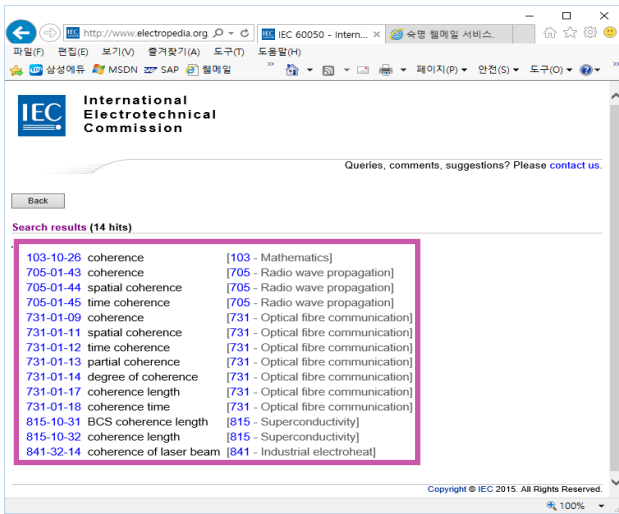 http://www.electropedia.org
IEC 60050 - Intern...
숙명 웹메일 서비스.
파일(F) 편집(E) 보기(V) 즐겨찾기(A) 도구(T) 도움말(H)
삼성에듀 MSDN SAP 웹메일 페이지(P) 안전(S) 도구(O)
IEC
International
Electrotechnical
Commission
Queries, comments, suggestions? Please contact us.
Back
Search results (14 hits)
103-10-26 coherence [103 - Mathematics]
705-01-43 coherence [705 - Radio wave propagation]
705-01-44 spatial coherence [705 - Radio wave propagation]
705-01-45 time coherence [705 - Radio wave propagation]
731-01-09 coherence [731 - Optical fibre communication]
731-01-11 spatial coherence [731 - Optical fibre communication]
731-01-12 time coherence [731 - Optical fibre communication]
731-01-13 partial coherence [731 - Optical fibre communication]
731-01-14 degree of coherence [731 - Optical fibre communication]
731-01-17 coherence length [731 - Optical fibre communication]
731-01-18 coherence time [731 - Optical fibre communication]
815-10-31 BCS coherence length [815 - Superconductivity]
815-10-32 coherence length [815 - Superconductivity]
841-32-14 coherence of laser beam [841 - Industrial electroheat]
Copyright © IEC 2015. All Rights Reserved.
100%